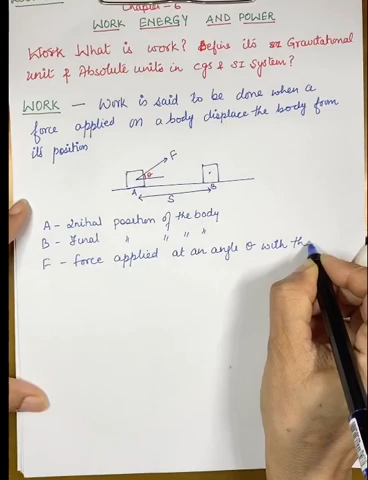 Chapter - 6
WORK ENERGY AND POWER
Work What is work? Define its SI Gravitational
unit & Absolute units in cgs & SI System?
WORK - Work is said to be done when a
force applied on a body displace the body from
its position
F
θ
A
B
S
A - Initial position of the body
B - Final " " " "
F - force applied at an angle θ with th